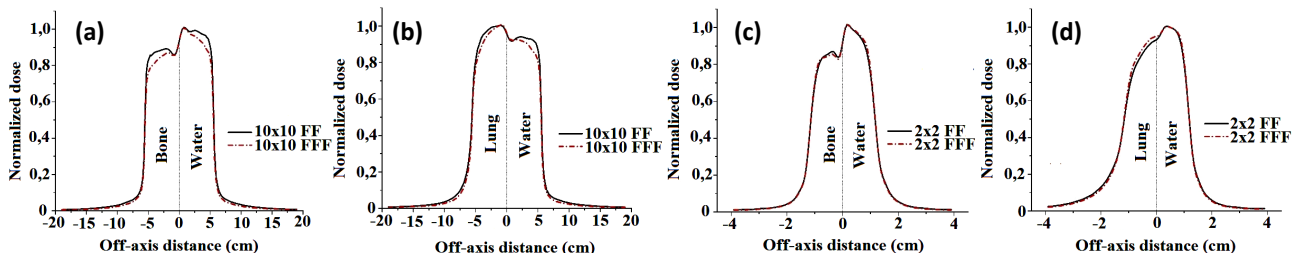 (a)
Normalized dose
1,0
0,8
0,6
0,4
0,2
0
Bone
Water
10x10 FF
10x10 FFF
-20 -15 -10 -5 0 5 10 15 20
Off-axis distance (cm)
(b)
Normalized dose
1,0
0,8
0,6
0,4
0,2
0
Lung
Water
10x10 FF
10x10 FFF
-20 -15 -10 -5 0 5 10 15 20
Off-axis distance (cm)
(c)
Normalized dose
1,0
0,8
0,6
0,4
0,2
0
Bone
Water
2x2 FF
2x2 FFF
-4 -2 0 2 4
Off-axis distance (cm)
(d)
Normalized dose
1,0
0,8
0,6
0,4
0,2
0
Lung
Water
2x2 FF
2x2 FFF
-4 -2 0 2 4
Off-axis distance (cm)